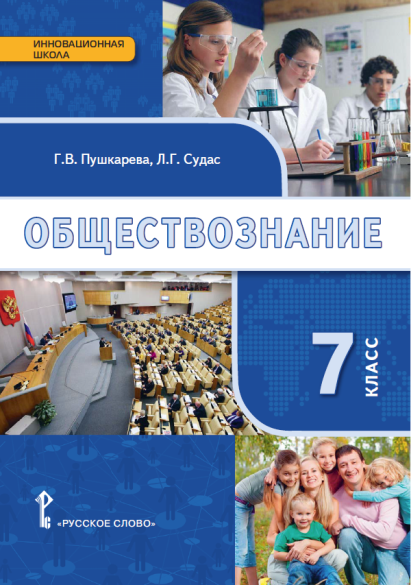 ИННОВАЦИОННАЯ
ШКОЛА
Г.В. Пушкарева, Л.Г. Судас
ОБЩЕСТВОЗНАНИЕ
7
КЛАСС
«РУССКОЕ СЛОВО»